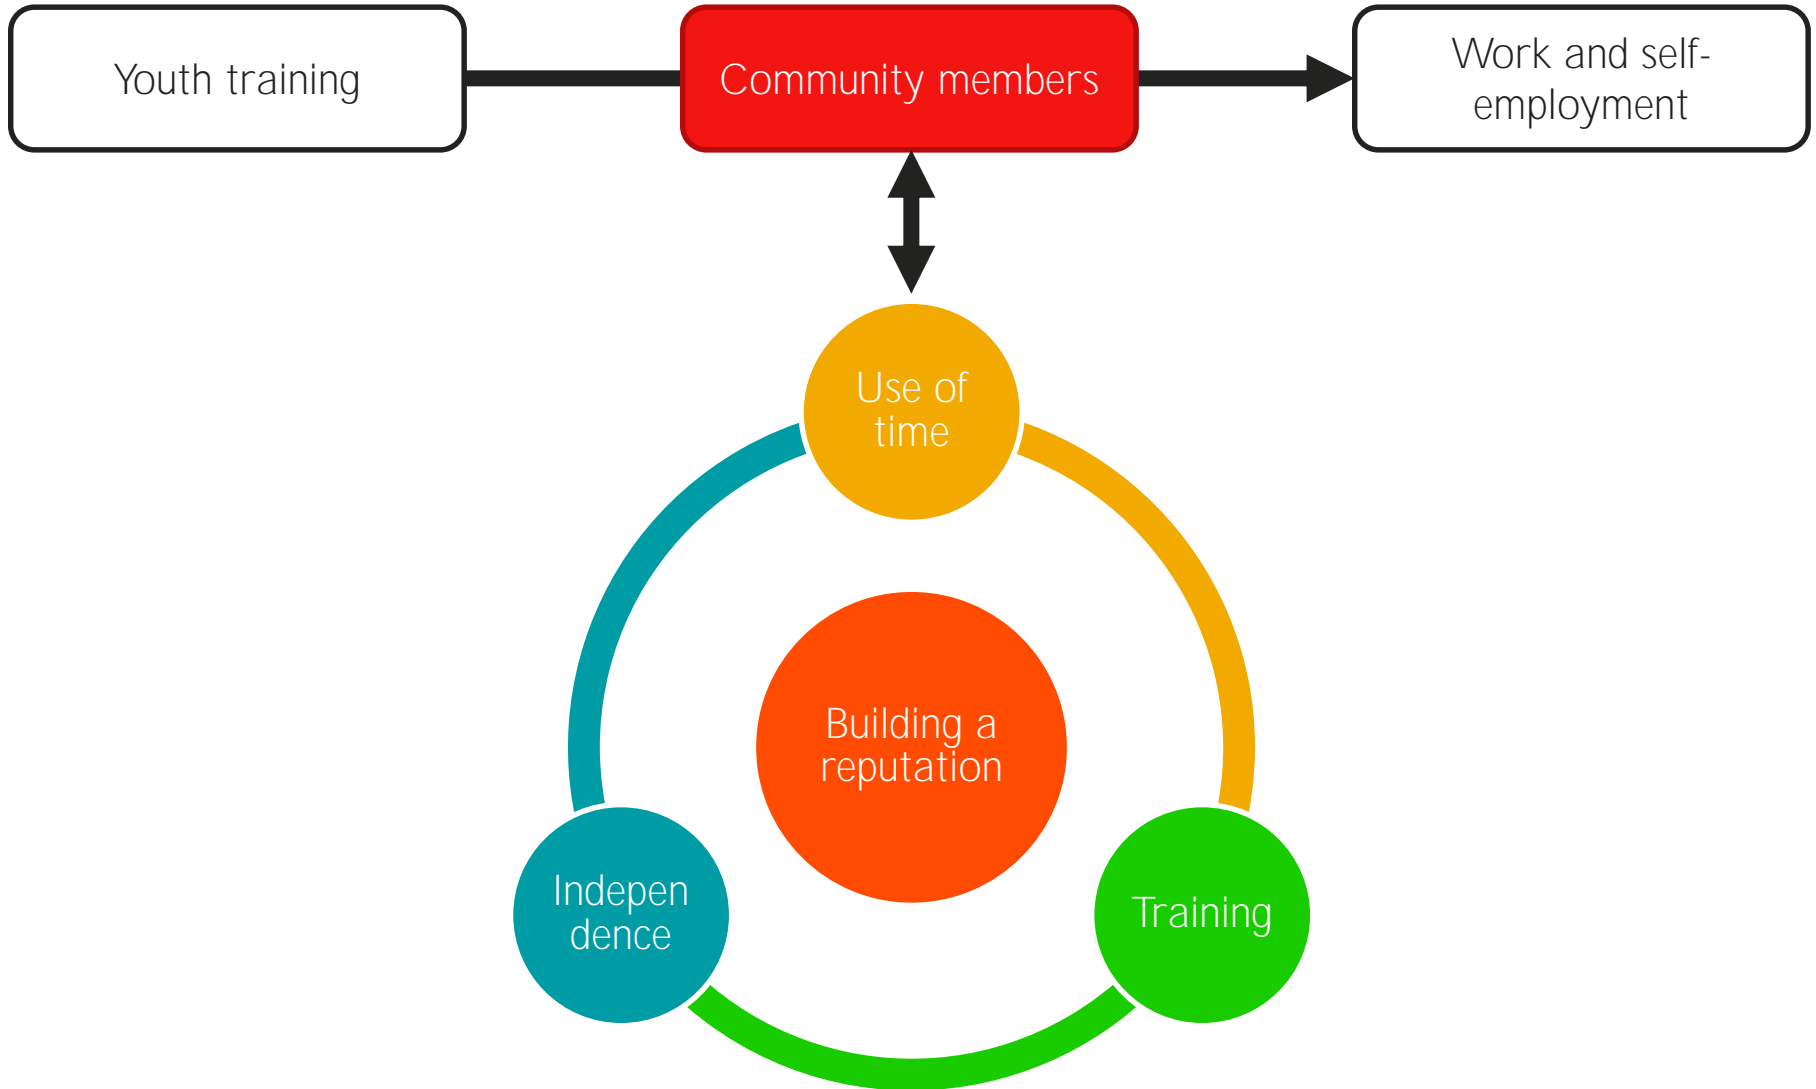 Youth training
Community members
Work and self-
employment
Use of
time
Building a
reputation
Indepen
dence
Training